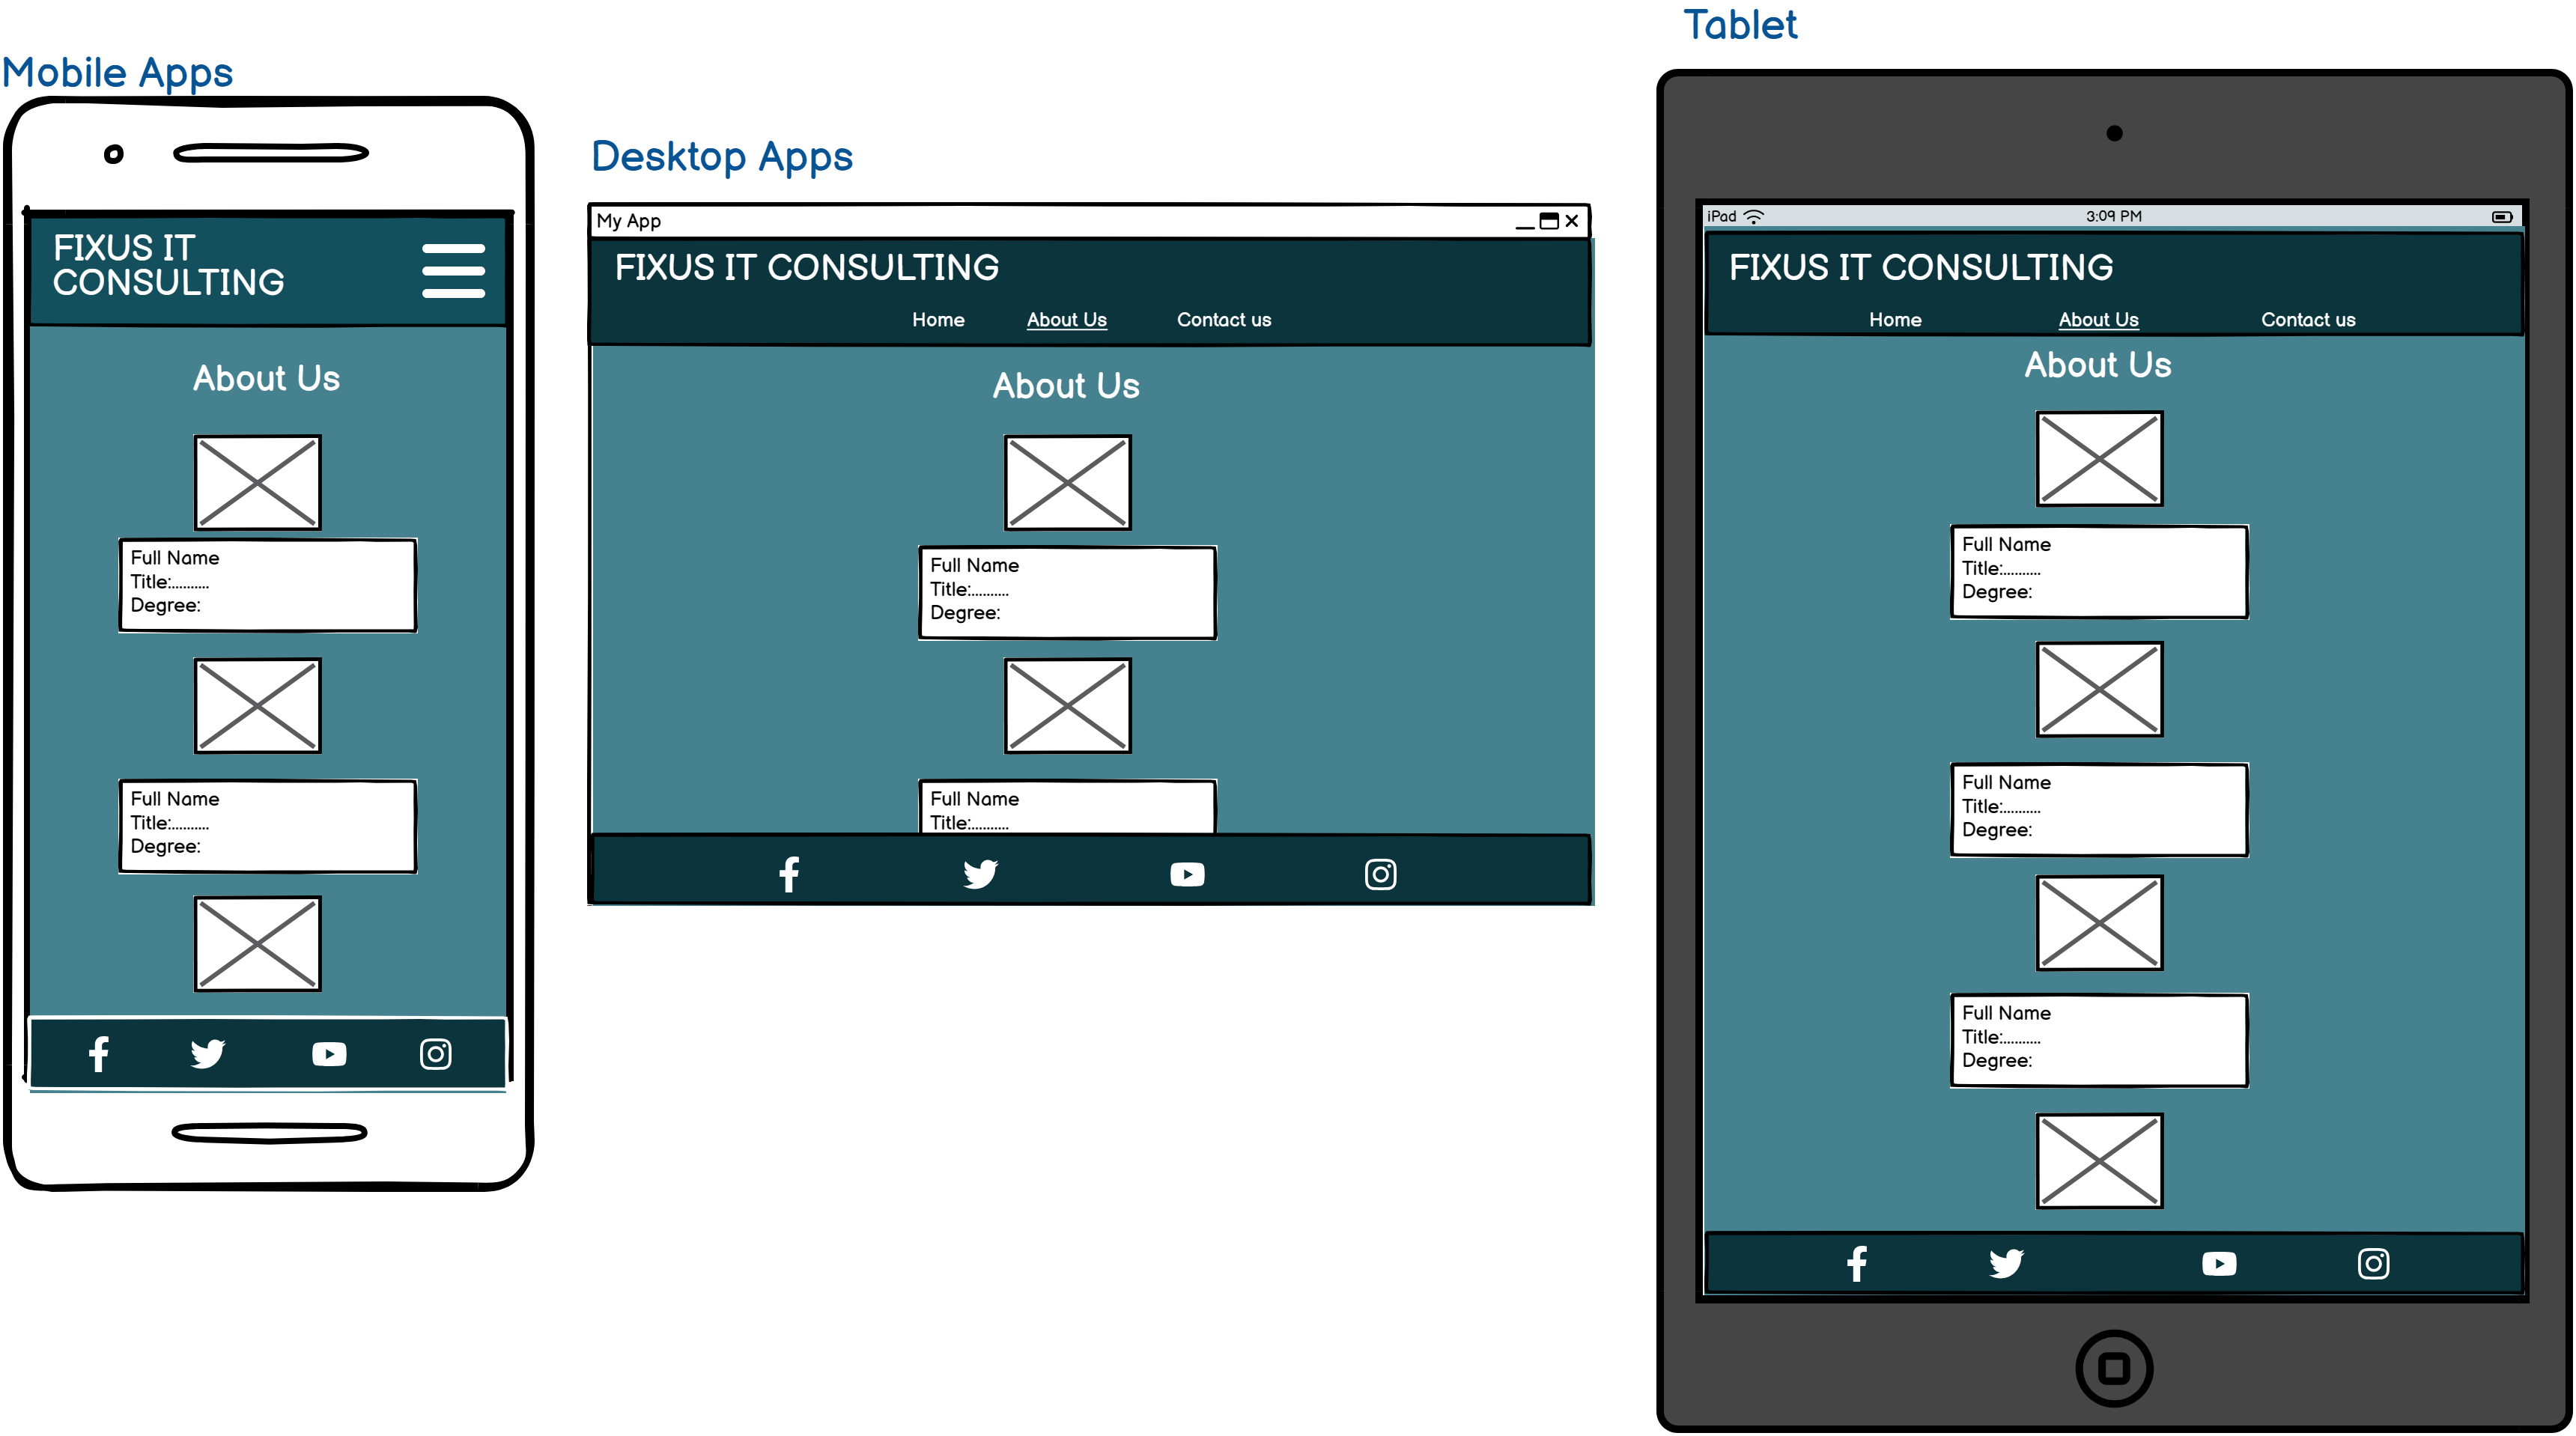 Mobile Apps
FIXUS IT
CONSULTING
About Us
Full Name
Title:..........
Degree:
Full Name
Title:..........
Degree:
Desktop Apps
My App
FIXUS IT CONSULTING
Home About Us Contact us
About Us
Full Name
Title:..........
Degree:
Full Name
Title:..........
Tablet
iPad 3:09 PM
FIXUS IT CONSULTING
Home About Us Contact us
About Us
Full Name
Title:..........
Degree:
Full Name
Title:..........
Degree:
Full Name
Title:..........
Degree: